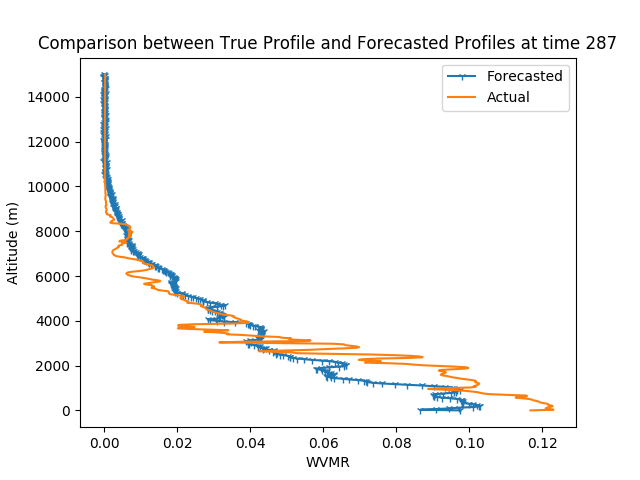 Comparison between True Profile and Forecasted Profiles at time 287
Forecasted
Actual
14000
12000
10000
8000
6000
4000
2000
0
Altitude (m)
0.00 0.02 0.04 0.06 0.08 0.10 0.12
WVMR